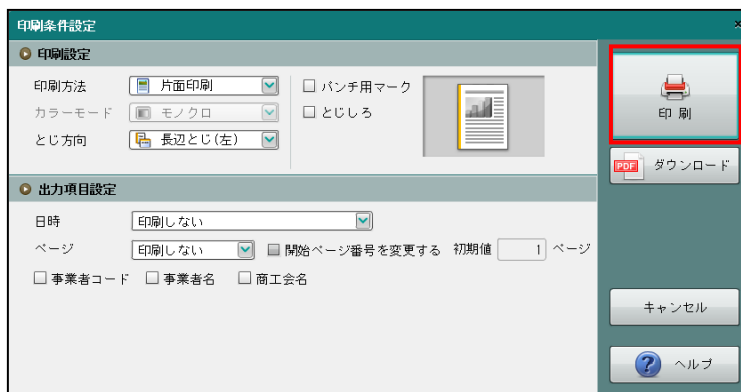 印刷条件設定
印刷設定
印刷方法 片面印刷 パンチ用マーク
カラーモード モノクロ とじしろ
とじ方向 長辺とじ(左)
出力項目設定
日時 印刷しない
ページ 印刷しない 開始ページ番号を変更する 初期値 1 ページ
事業者コード 事業者名 商工会名
印 刷
PDF ダウンロード
キャンセル
? ヘルプ